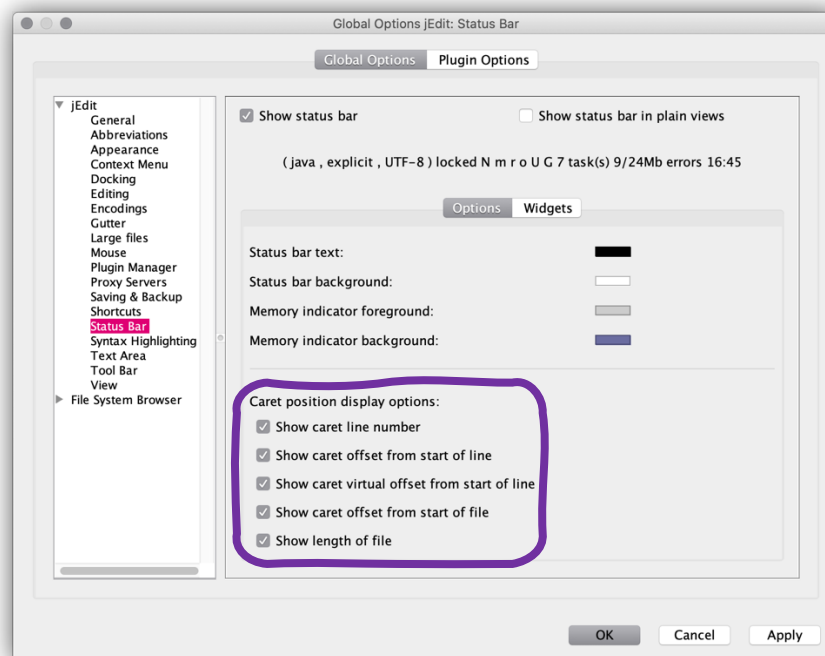 Global Options jEdit: Status Bar
Global Options Plugin Options
jEdit
General
Abbreviations
Appearance
Context Menu
Docking
Editing
Encodings
Gutter
Large files
Mouse
Plugin Manager
Proxy Servers
Saving & Backup
Shortcuts
Status Bar
Syntax Highlighting
Text Area
Tool Bar
View
File System Browser
Show status bar Show status bar in plain views
( java , explicit , UTF-8 ) locked N m r o U G 7 task(s) 9/24Mb errors 16:45
Options Widgets
Status bar text:
Status bar background:
Memory indicator foreground:
Memory indicator background:
Caret position display options:
Show caret line number
Show caret offset from start of line
Show caret virtual offset from start of line
Show caret offset from start of file
Show length of file
OK Cancel Apply